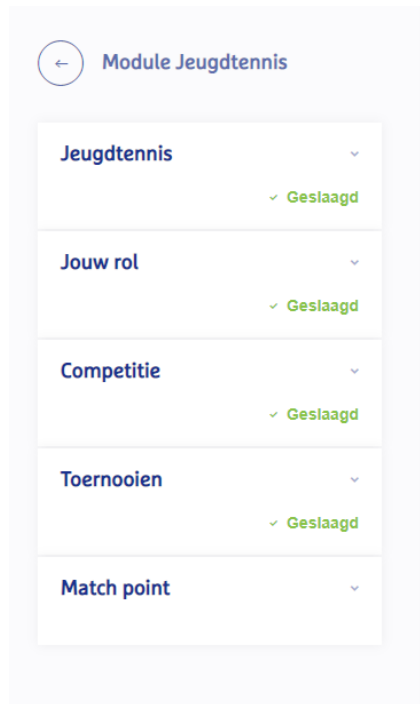 Module Jeugdtennis
Jeugdtennis
Geslaagd
Jouw rol
Geslaagd
Competitie
Geslaagd
Toernooien
Geslaagd
Match point